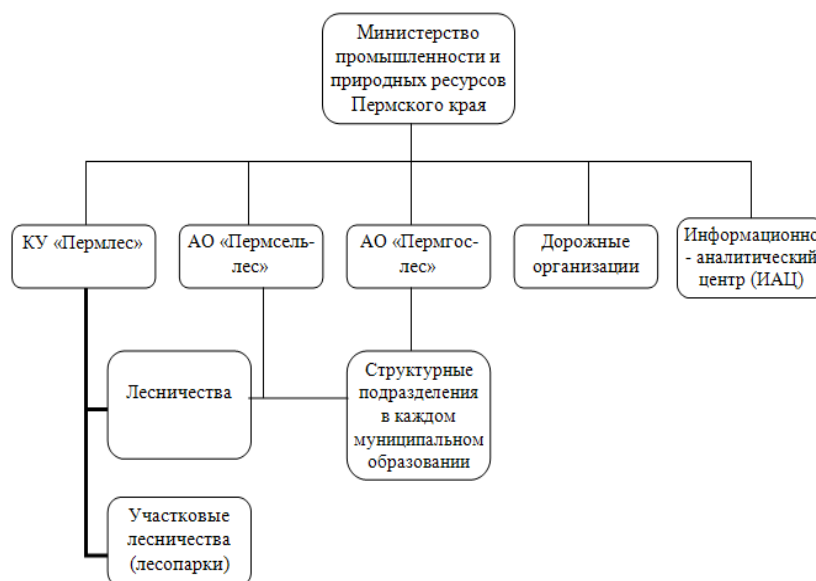 Министерство
промышленности и
природных ресурсов
Пермского края
КУ «Пермлес»
АО «Пермсель-
лес»
АО «Пермгос-
лес»
Дорожные
организации
Информационно
- аналитический
центр (ИАЦ)
Лесничества
Структурные
подразделения
в каждом
муниципальном
образовании
Участковые
лесничества
(лесопарки)